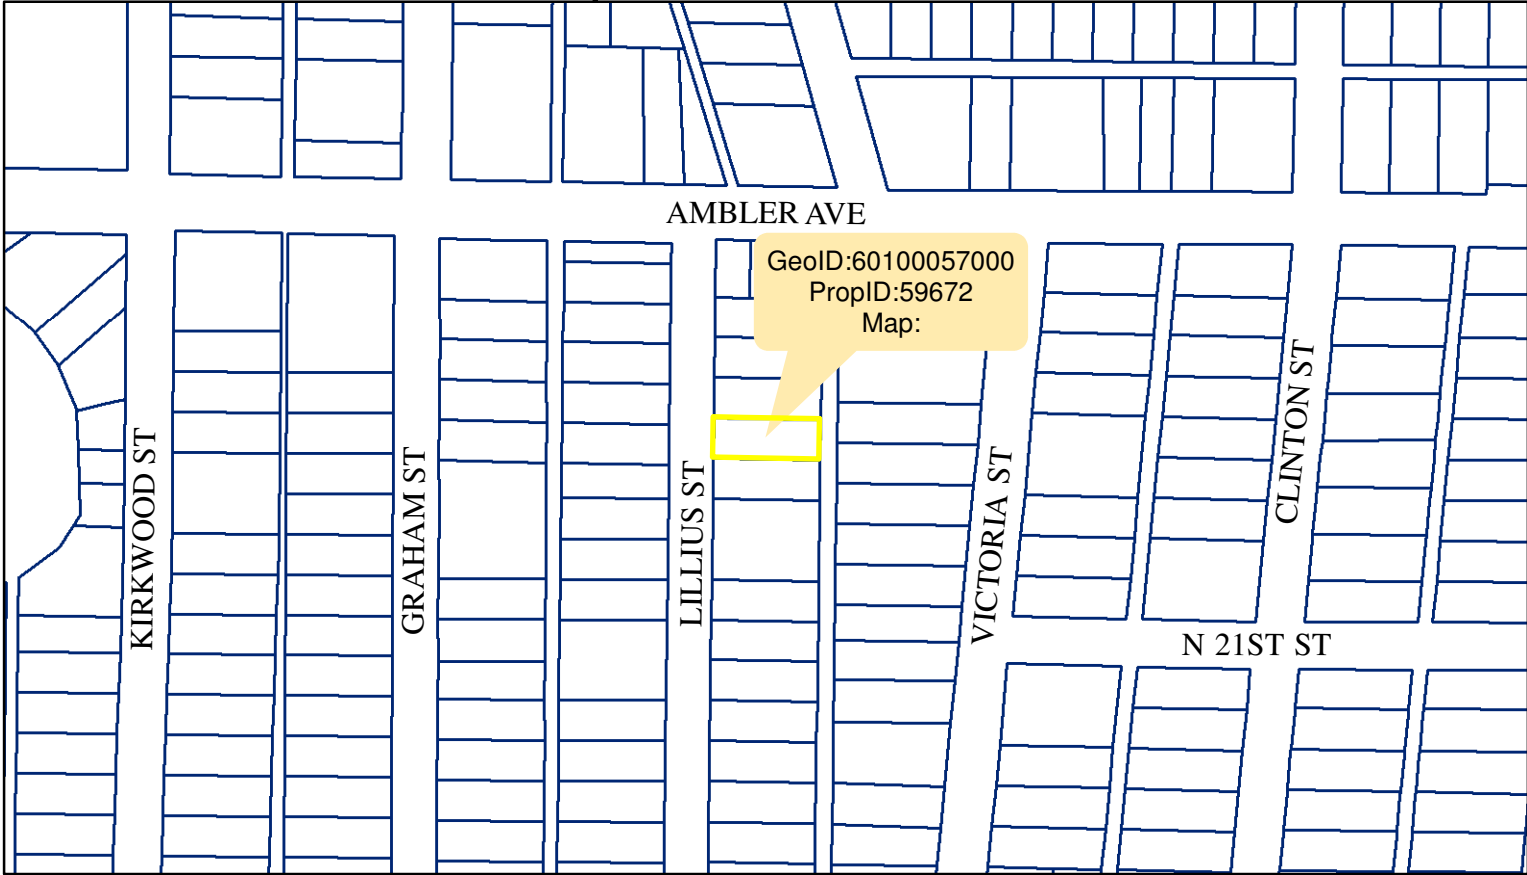 AMBLER AVE
GeoID:60100057000
PropID:59672
Map:
KIRKWOOD ST
GRAHAM ST
LILLIUS ST
VICTORIA ST
CLINTON ST
N 21ST ST